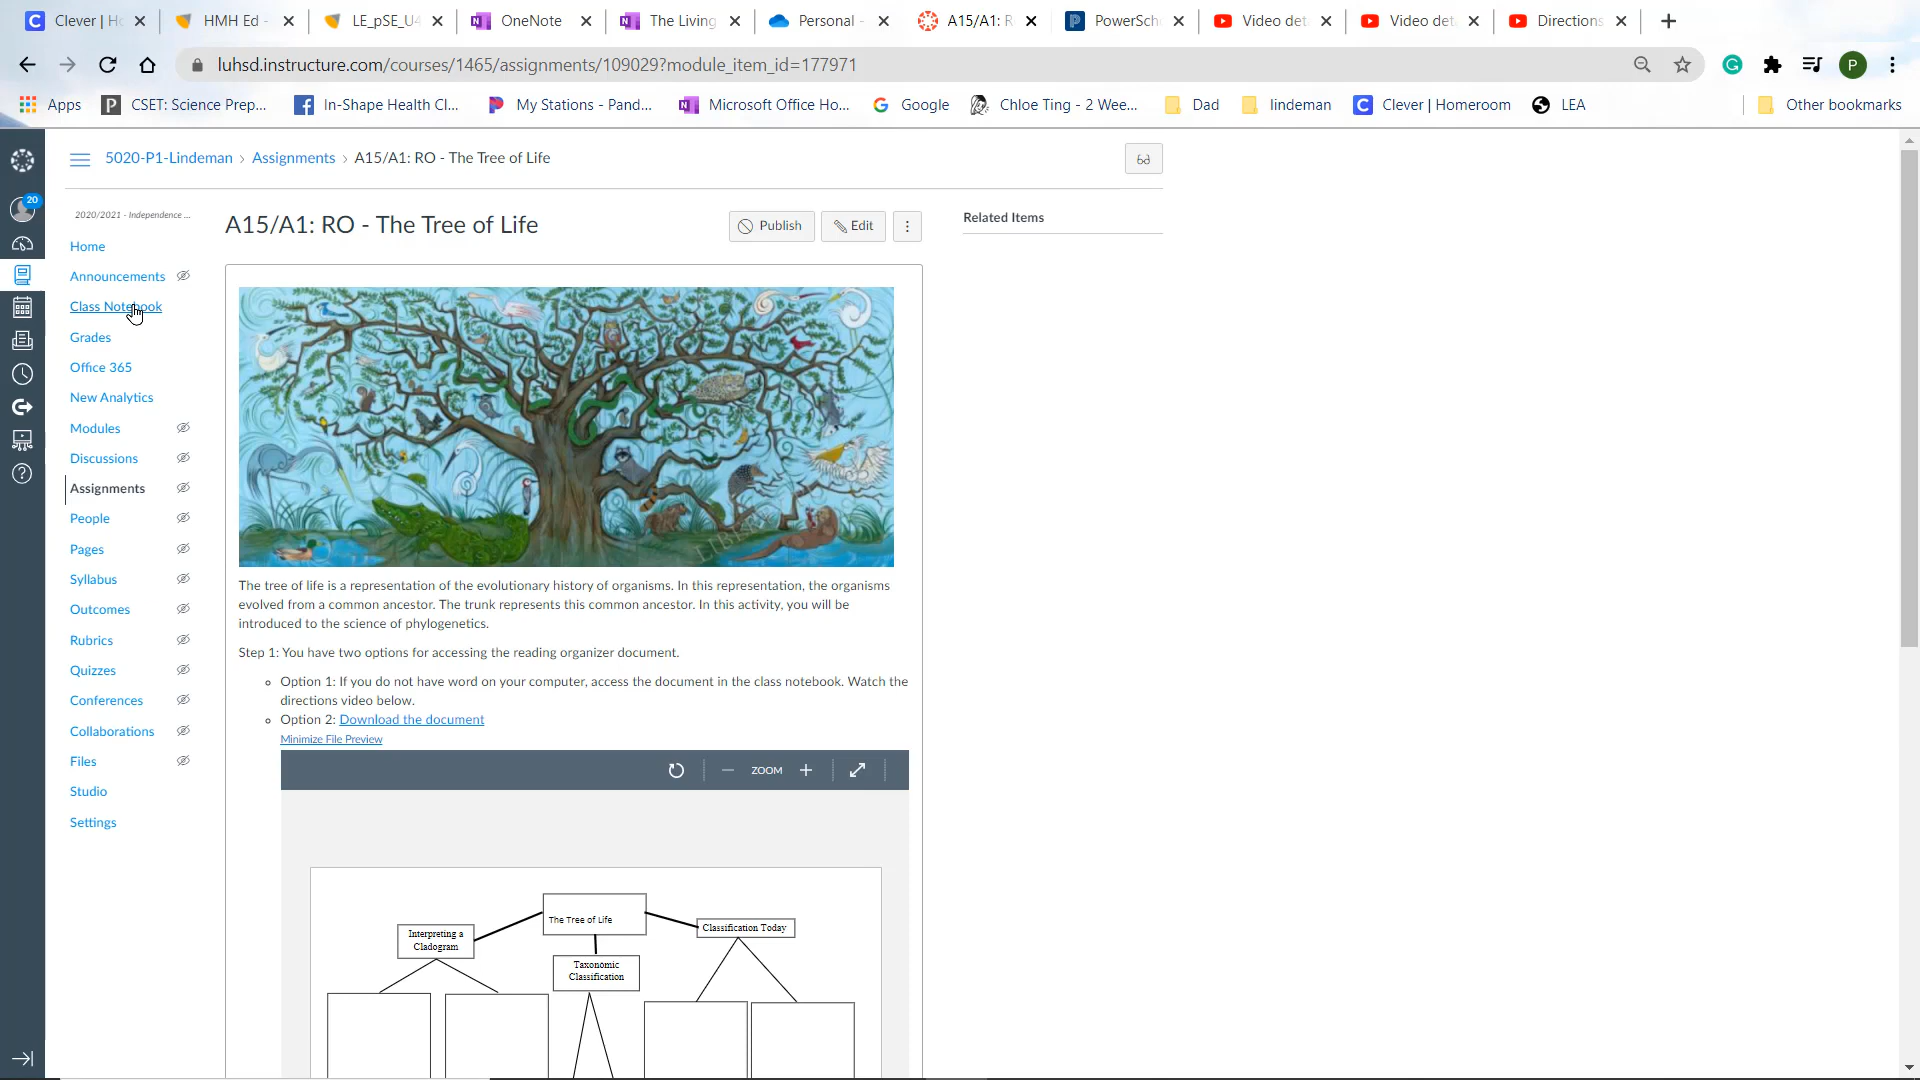 Clever | Ho
HMH Ed -
LE_pSE_U4
OneNote
The Living
Personal -
A15/A1: R
PowerSch
Video det
Video det
Directions
luhsd.instructure.com/courses/1465/assignments/109029?module_item_id=177971
P
Apps
CSET: Science Prep...
In-Shape Health Cl...
My Stations - Pand...
Microsoft Office Ho...
Google
Chloe Ting - 2 Wee...
Dad
lindeman
Clever | Homeroom
LEA
Other bookmarks
5020-P1-Lindeman › Assignments › A15/A1: RO - The Tree of Life
20
2020/2021 - Independence ...
Home
Announcements
Class Notebook
Grades
Office 365
New Analytics
Modules
Discussions
Assignments
People
Pages
Syllabus
Outcomes
Rubrics
Quizzes
Conferences
Collaborations
Files
Studio
Settings
A15/A1: RO - The Tree of Life
Publish
Edit
Related Items
The tree of life is a representation of the evolutionary history of organisms. In this representation, the organisms
evolved from a common ancestor. The trunk represents this common ancestor. In this activity, you will be
introduced to the science of phylogenetics.
Step 1: You have two options for accessing the reading organizer document.
Option 1: If you do not have word on your computer, access the document in the class notebook. Watch the
directions video below.
Option 2: Download the document
Minimize File Preview
ZOOM
The Tree of Life
Interpreting a
Cladogram
Classification Today
Taxonomic
Classification